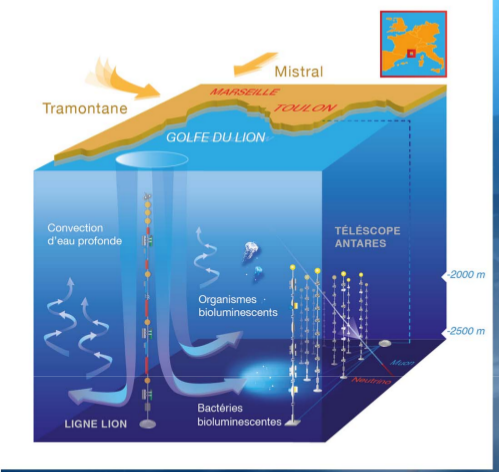 Mistral
MARSEILLE
Tramontane
TOULON
GOLFE DU LION
Convection
d'eau profonde
TÉLÉSCOPE
ANTARES
-2000 m
Organismes
bioluminescents
-2500 m
Muon
Neutrino
Bactéries
bioluminescentes
LIGNE LION